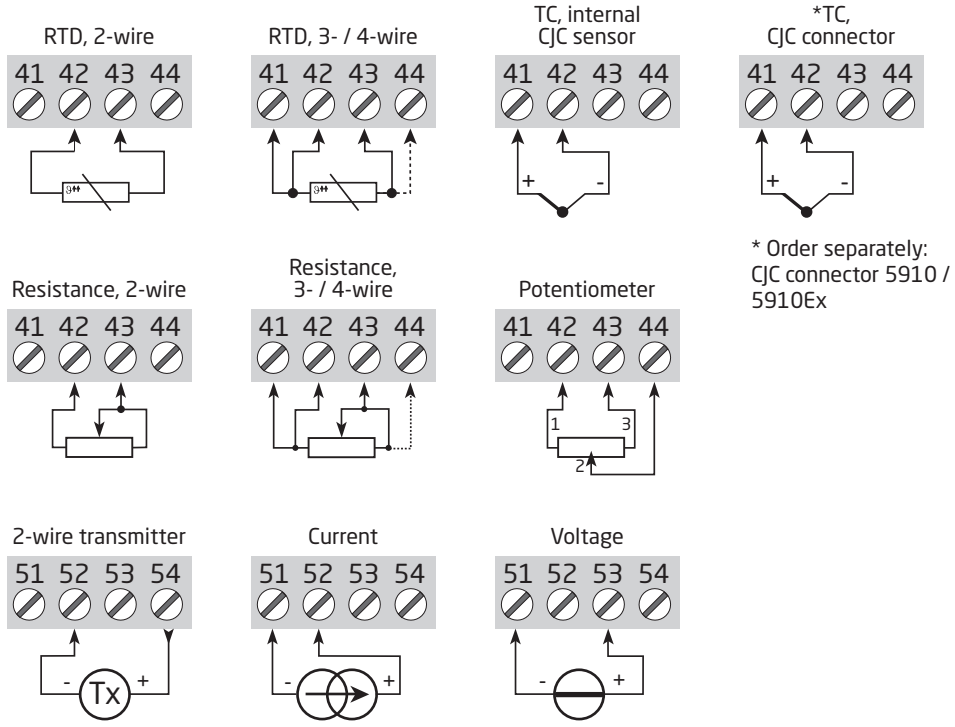 RTD, 2-wire
41 42 43 44
RTD, 3- / 4-wire
41 42 43 44
TC, internal
CJC sensor
41 42 43 44
+ -
*TC,
CJC connector
41 42 43 44
+ -
* Order separately:
CJC connector 5910 /
5910Ex
Resistance, 2-wire
41 42 43 44
Resistance,
3- / 4-wire
41 42 43 44
Potentiometer
41 42 43 44
1 3
2
2-wire transmitter
51 52 53 54
- Tx +
Current
51 52 53 54
- +
Voltage
51 52 53 54
- +